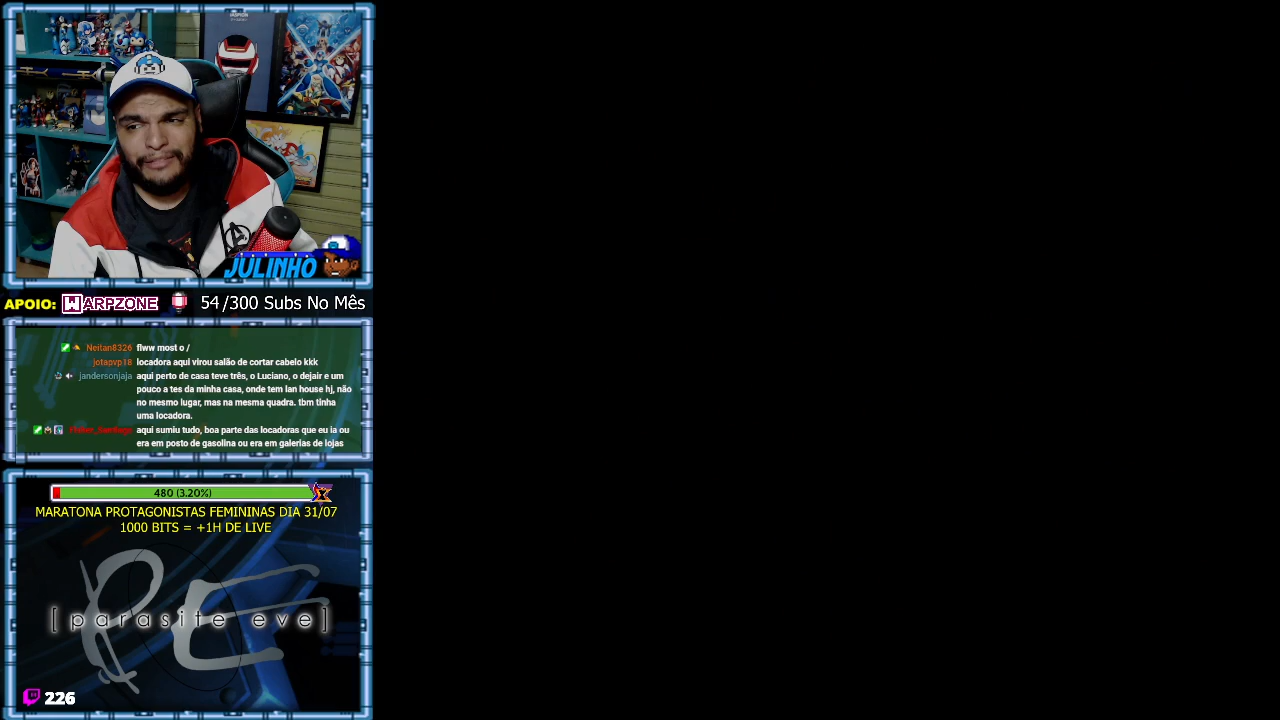 JULINHO
APOIO: WARPZONE 54/300 Subs No Mês
Neitan8326 flww most o /
jotapvp18 locadora aqui virou salão de cortar cabelo kkk
jandersonjaja aqui perto de casa teve três, o Luciano, o dejair e um
pouco a tes da minha casa, onde tem lan house hj, não
no mesmo lugar, mas na mesma quadra. tbm tinha
uma locadora.
aqui sumiu tudo, boa parte das locadoras que eu ia ou
era em posto de gasolina ou era em galerias de lojas
480 (3.20%)
MARATONA PROTAGONISTAS FEMININAS DIA 31/07
1000 BITS = +1H DE LIVE
PE
[parasite eve]
226